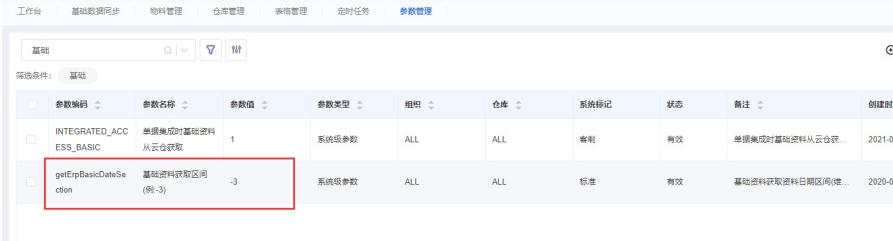 工作台 基础数据同步 物料管理 仓库管理 表格管理 定时任务 参数管理
基础
筛选条件: 基础
参数编码 参数名称 参数值 参数类型 组织 仓库 系统标记 状态 备注 创建时
INTEGRATED_ACC 单据集成时基础资料
1 系统级参数 ALL ALL 客制 有效 单据集成时基础资料从云仓获... 2021-0
ESS_BASIC 从云仓获取
getErpBasicDateSe 基础资料获取区间
-3 系统级参数 ALL ALL 标准 有效 基础资料获取资料日期区间(维... 2020-0
ction (例:-3)